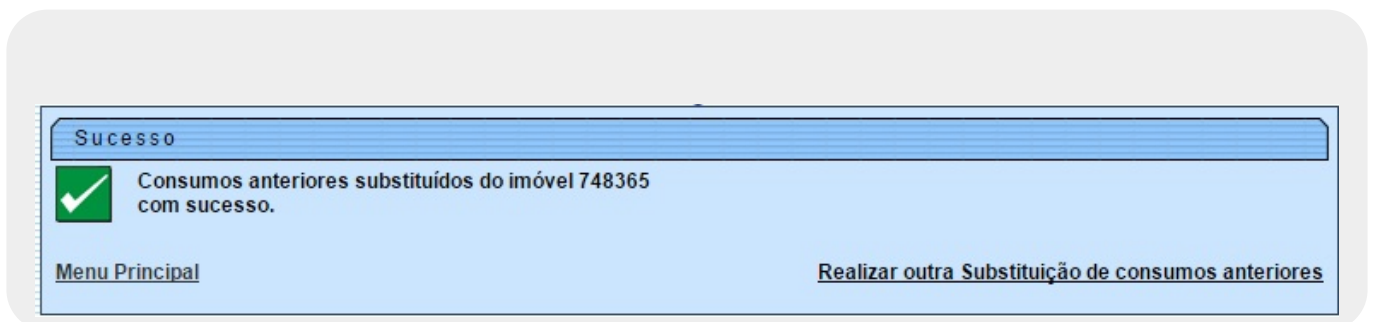 Sucesso
Consumos anteriores substituídos do imóvel 748365
com sucesso.
Menu Principal
Realizar outra Substituição de consumos anteriores